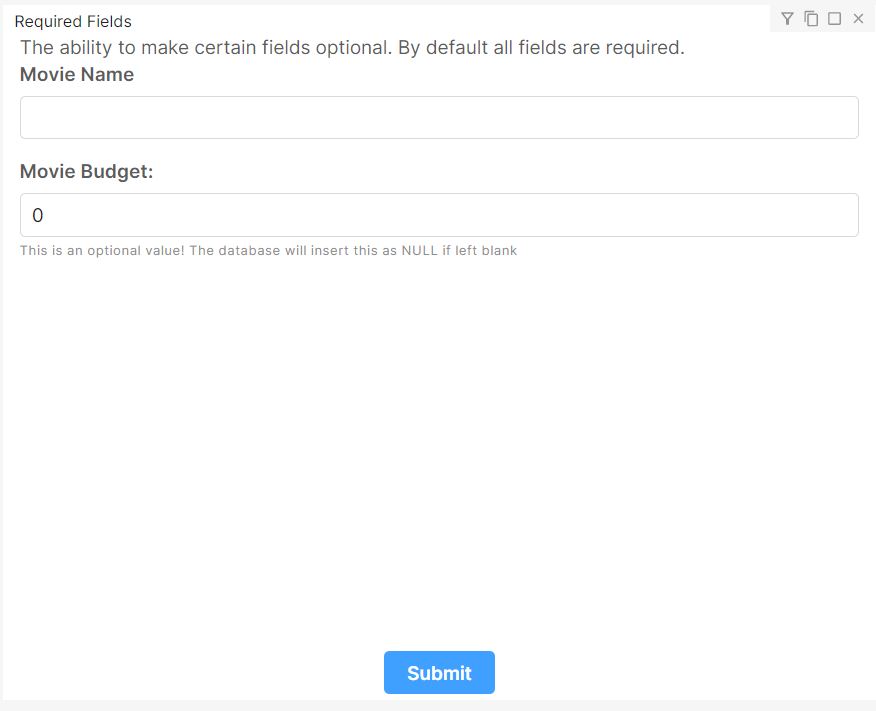 Required Fields
The ability to make certain fields optional. By default all fields are required.
Movie Name
Movie Budget:
0
This is an optional value! The database will insert this as NULL if left blank
Submit